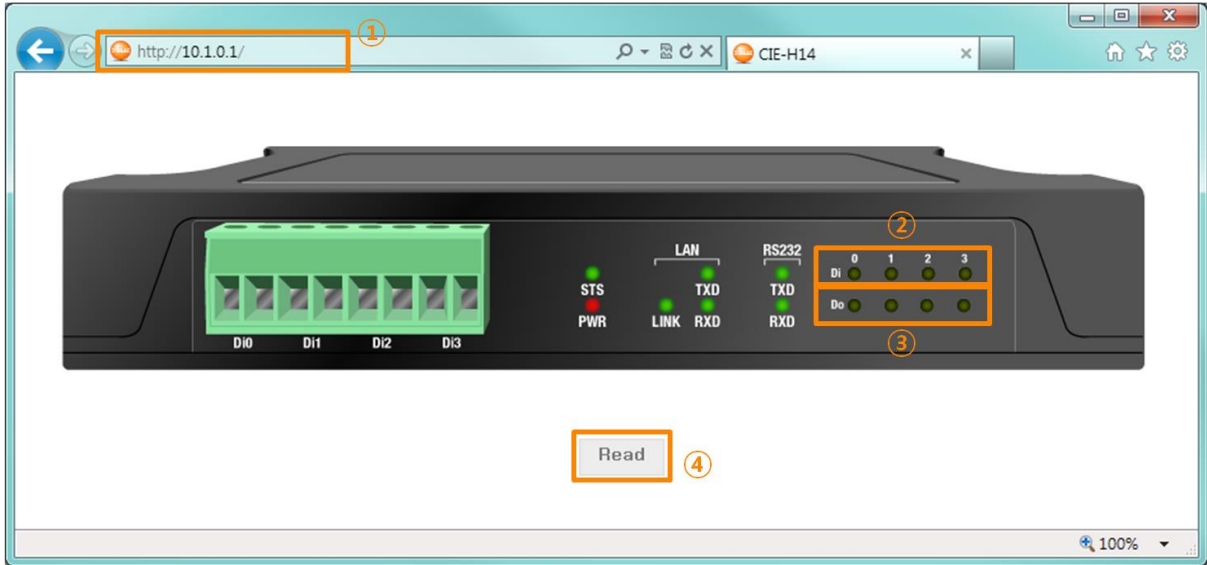 ①
http://10.1.0.1/
CIE-H14
②
LAN
RS232
0 1 2 3
Di
STS
TXD
TXD
Do
PWR
LINK RXD
RXD
Di0 Di1 Di2 Di3
③
Read
④
100%